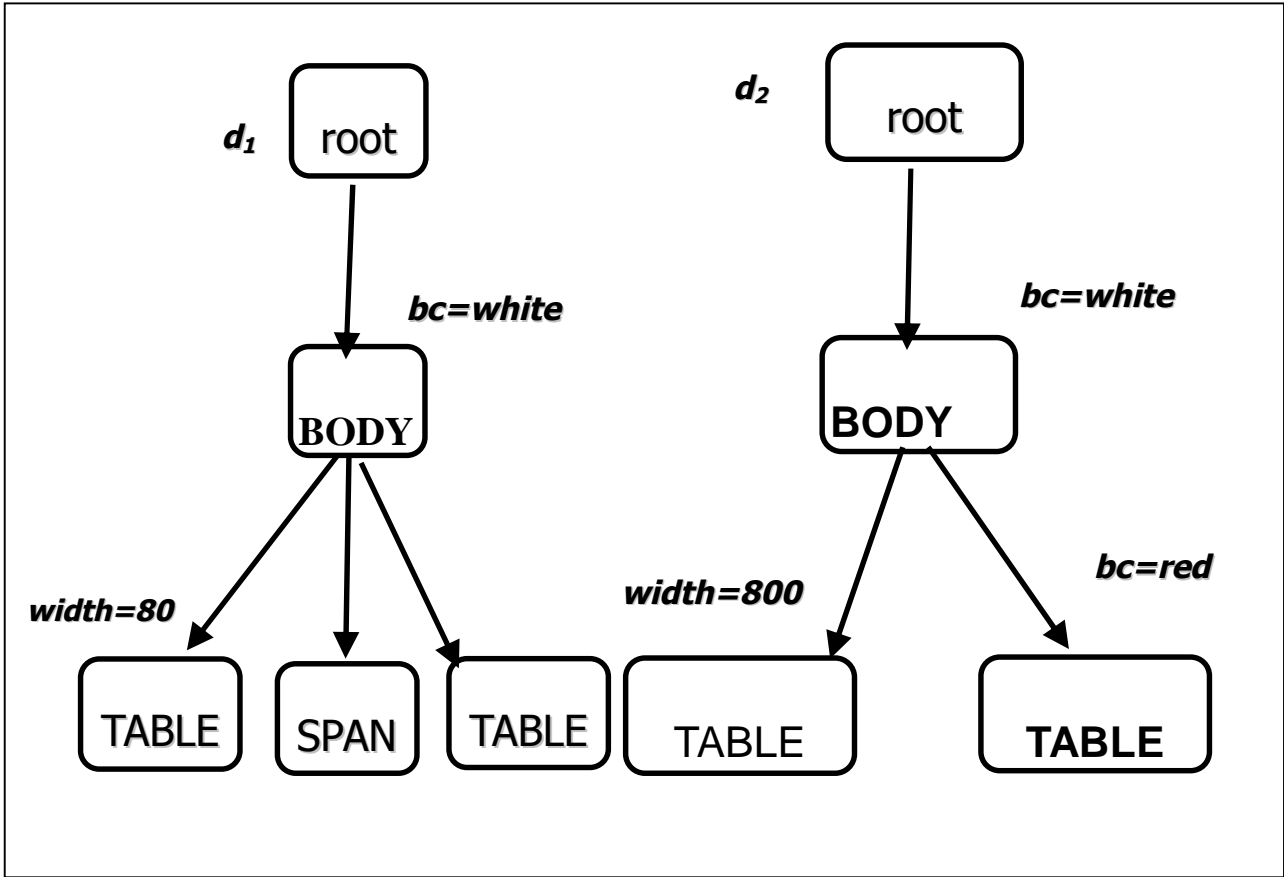 d₁
root
bc=white
BODY
width=80
TABLE
SPAN
TABLE
d₂
root
bc=white
BODY
width=800
bc=red
TABLE
TABLE